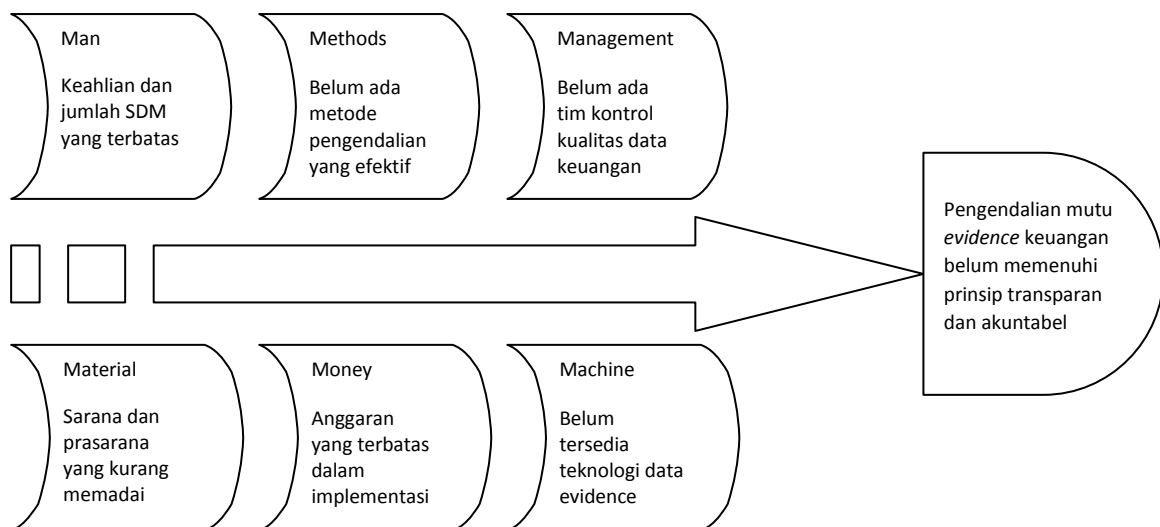 Man
Keahlian dan
jumlah SDM
yang terbatas
Methods
Belum ada
metode
pengendalian
yang efektif
Management
Belum ada
tim kontrol
kualitas data
keuangan
Pengendalian mutu
evidence keuangan
belum memenuhi
prinsip transparan
dan akuntabel
Material
Sarana dan
prasarana
yang kurang
memadai
Money
Anggaran
yang terbatas
dalam
implementasi
Machine
Belum
tersedia
teknologi data
evidence